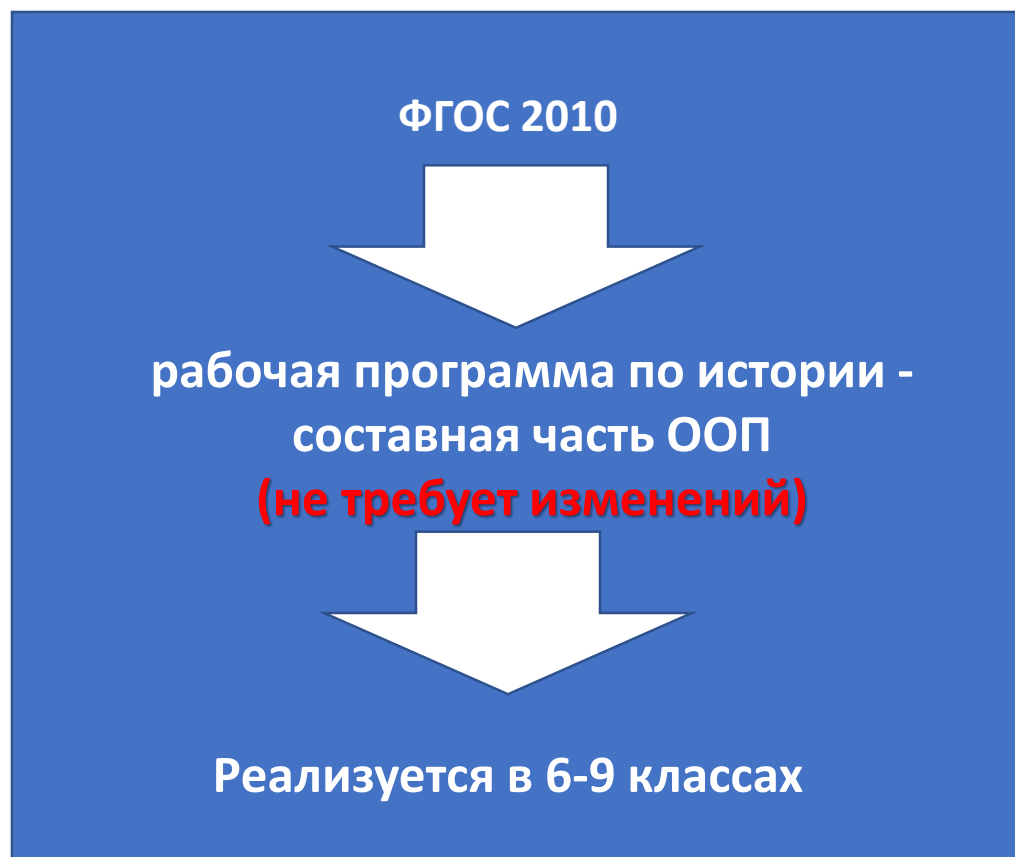 ФГОС 2010
рабочая программа по истории -
составная часть ООП
(не требует изменений)
Реализуется в 6-9 классах